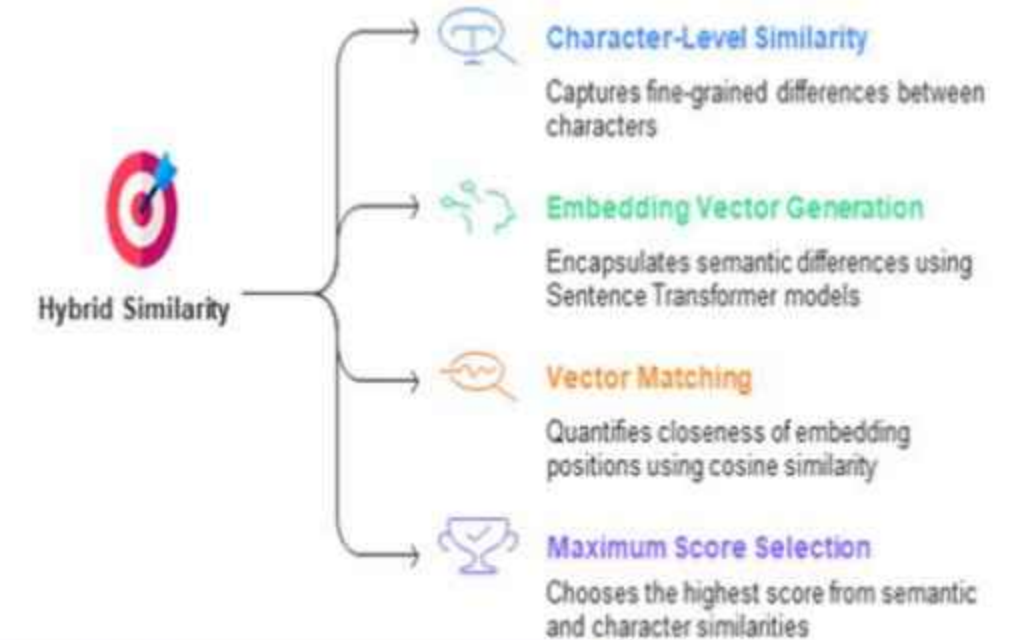 Character-Level Similarity
Captures fine-grained differences between
characters
Embedding Vector Generation
Encapsulates semantic differences using
Sentence Transformer models
Hybrid Similarity
Vector Matching
Quantifies closeness of embedding
positions using cosine similarity
Maximum Score Selection
Chooses the highest score from semantic
and character similarities